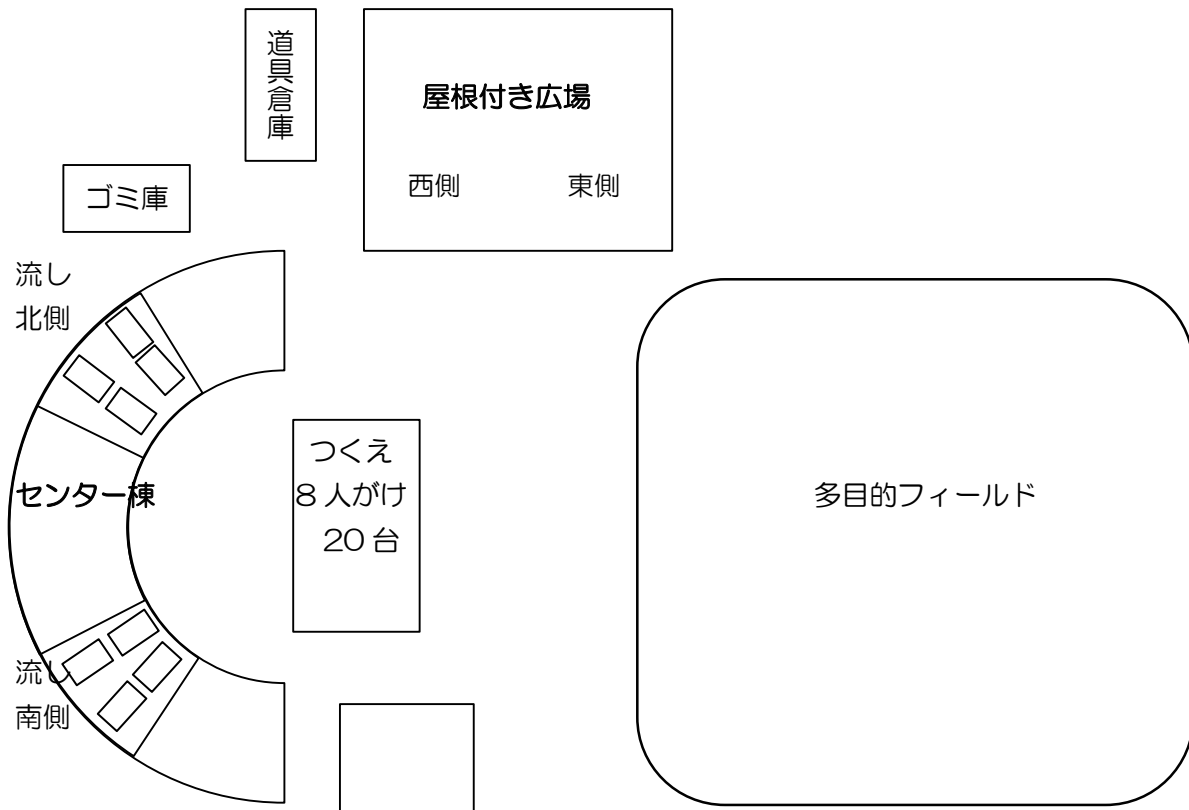 道具倉庫
屋根付き広場
西側
東側
ゴミ庫
流し
北側
つくえ
8人がけ
20台
センター棟
多目的フィールド
流し
南側